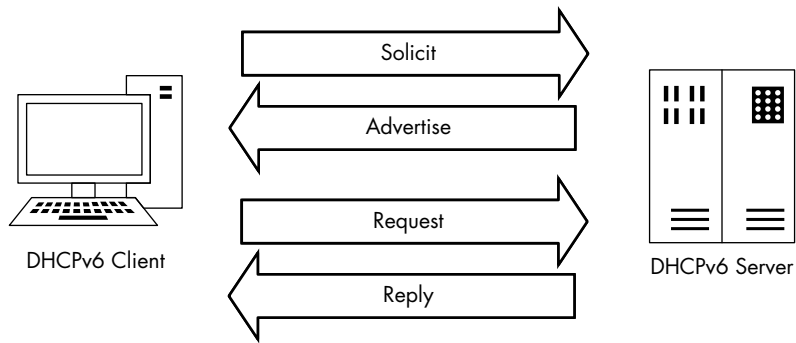 Solicit
Advertise
Request
Reply
DHCPv6 Client
DHCPv6 Server